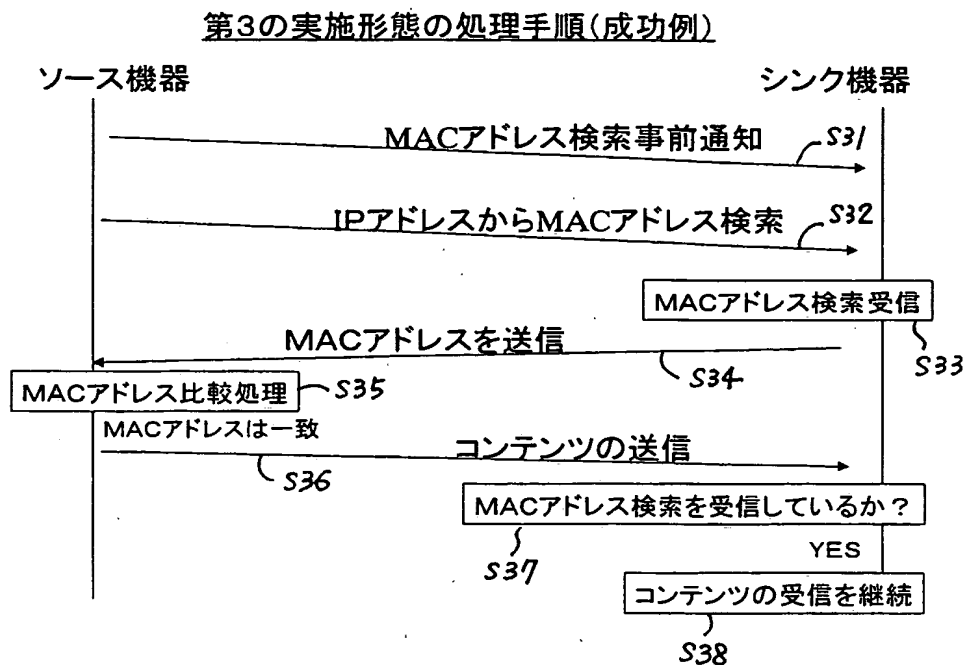 第3の実施形態の処理手順(成功例)
ソース機器
シンク機器
MACアドレス検索事前通知
S31
IPアドレスからMACアドレス検索
S32
MACアドレス検索受信
S33
MACアドレスを送信
S34
MACアドレス比較処理
S35
MACアドレスは一致
コンテンツの送信
S36
MACアドレス検索を受信しているか?
S37
YES
コンテンツの受信を継続
S38